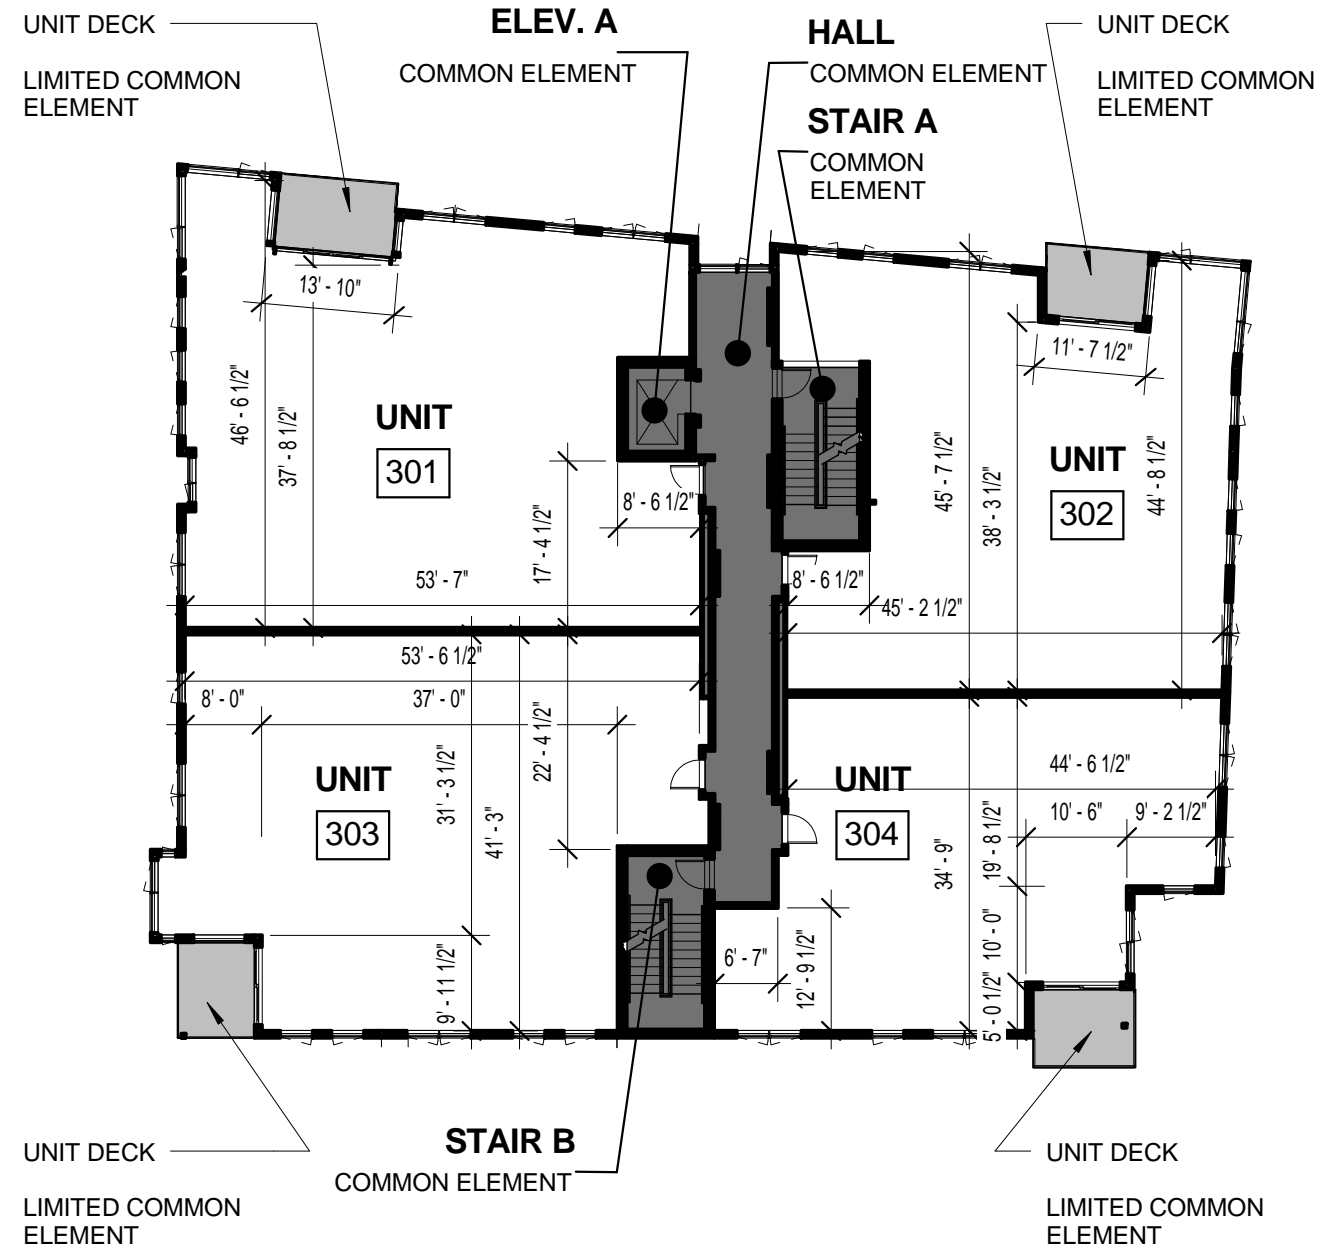 UNIT DECK
LIMITED COMMON
ELEMENT
ELEV. A
COMMON ELEMENT
HALL
COMMON ELEMENT
STAIR A
COMMON
ELEMENT
UNIT DECK
LIMITED COMMON
ELEMENT
13' - 10"
46' - 6 1/2"
37' - 8 1/2"
UNIT
301
17' - 4 1/2"
8' - 6 1/2"
53' - 7"
11' - 7 1/2"
45' - 7 1/2"
38' - 3 1/2"
44' - 8 1/2"
UNIT
302
8' - 6 1/2"
45' - 2 1/2"
53' - 6 1/2"
8' - 0"
37' - 0"
22' - 4 1/2"
31' - 3 1/2"
41' - 3"
UNIT
303
9' - 11 1/2"
UNIT
304
44' - 6 1/2"
10' - 6"
9' - 2 1/2"
19' - 8 1/2"
34' - 9"
10' - 0"
5' - 0 1/2"
6' - 7"
12' - 9 1/2"
UNIT DECK
LIMITED COMMON
ELEMENT
STAIR B
COMMON ELEMENT
UNIT DECK
LIMITED COMMON
ELEMENT